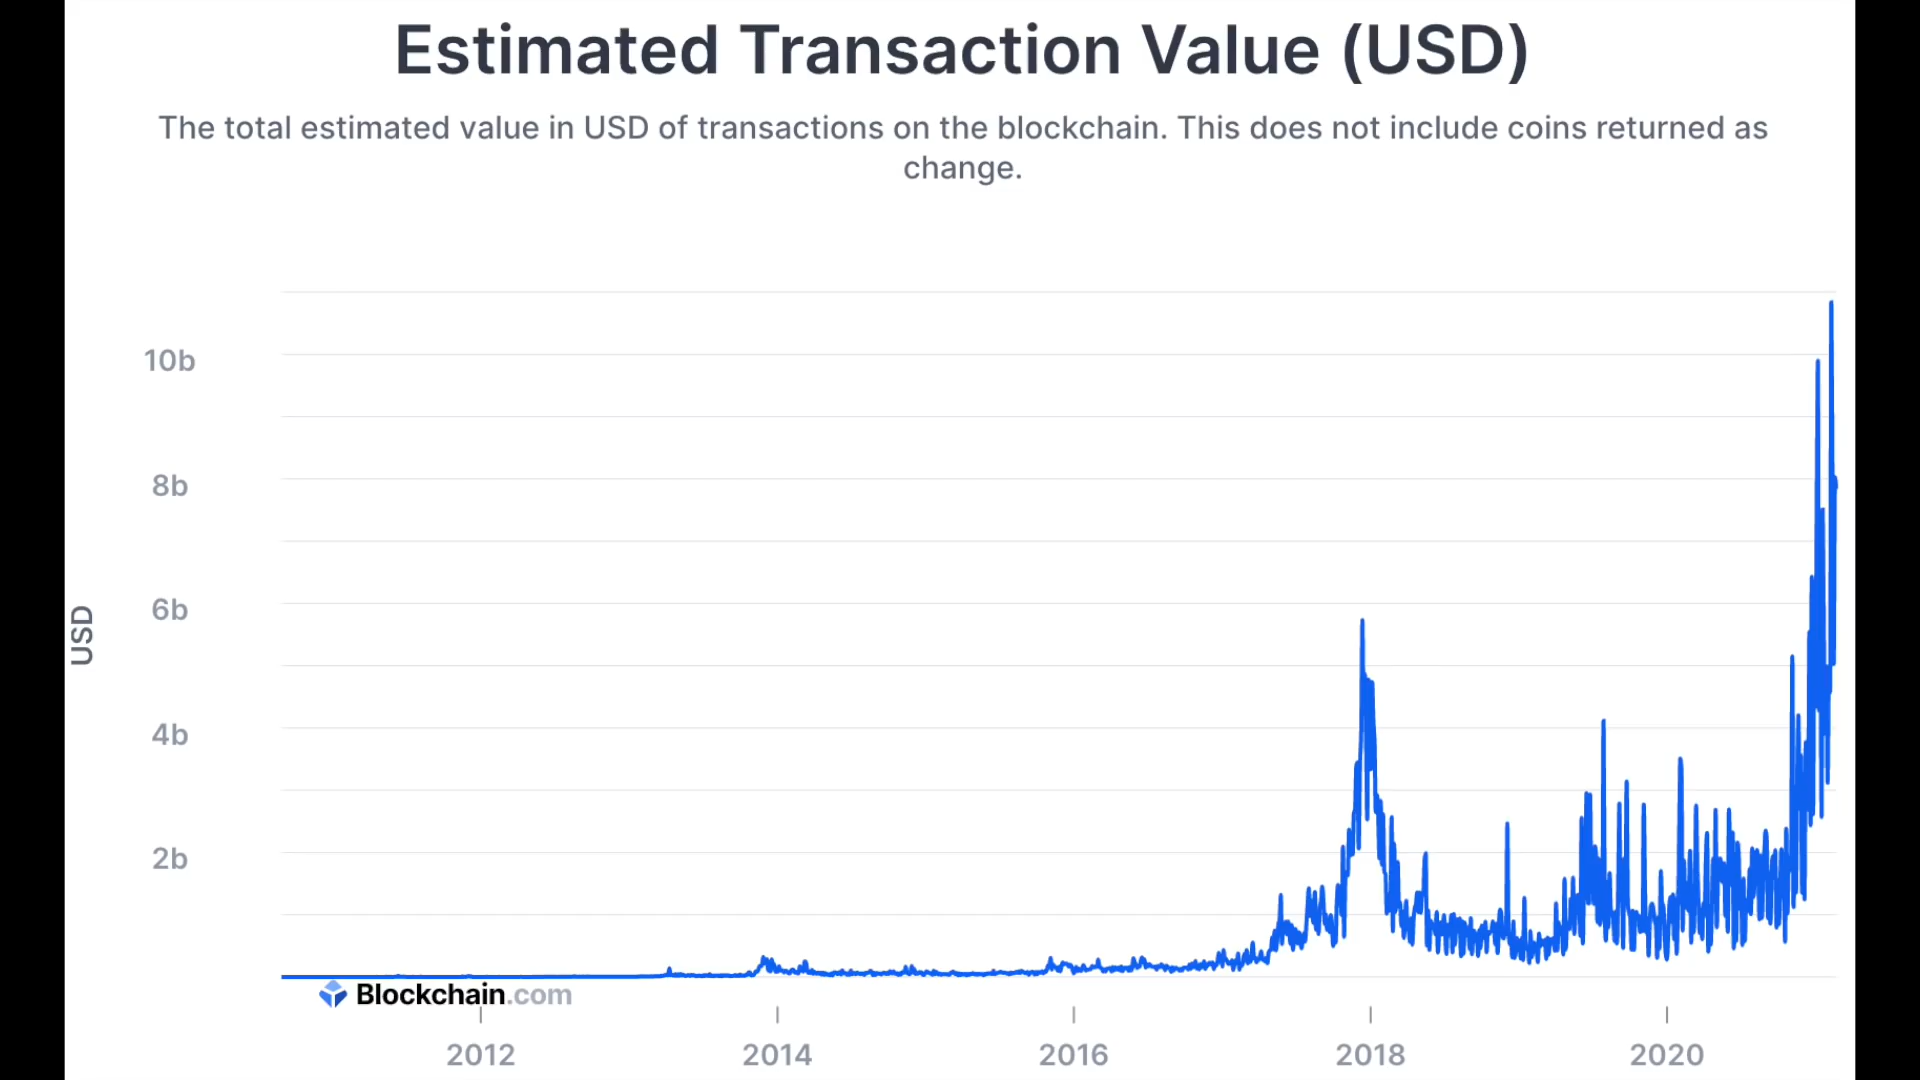 Estimated Transaction Value (USD)
The total estimated value in USD of transactions on the blockchain. This does not include coins returned as
change.
10b
8b
6b
USD
4b
2b
Blockchain.com
2012
2014
2016
2018
2020